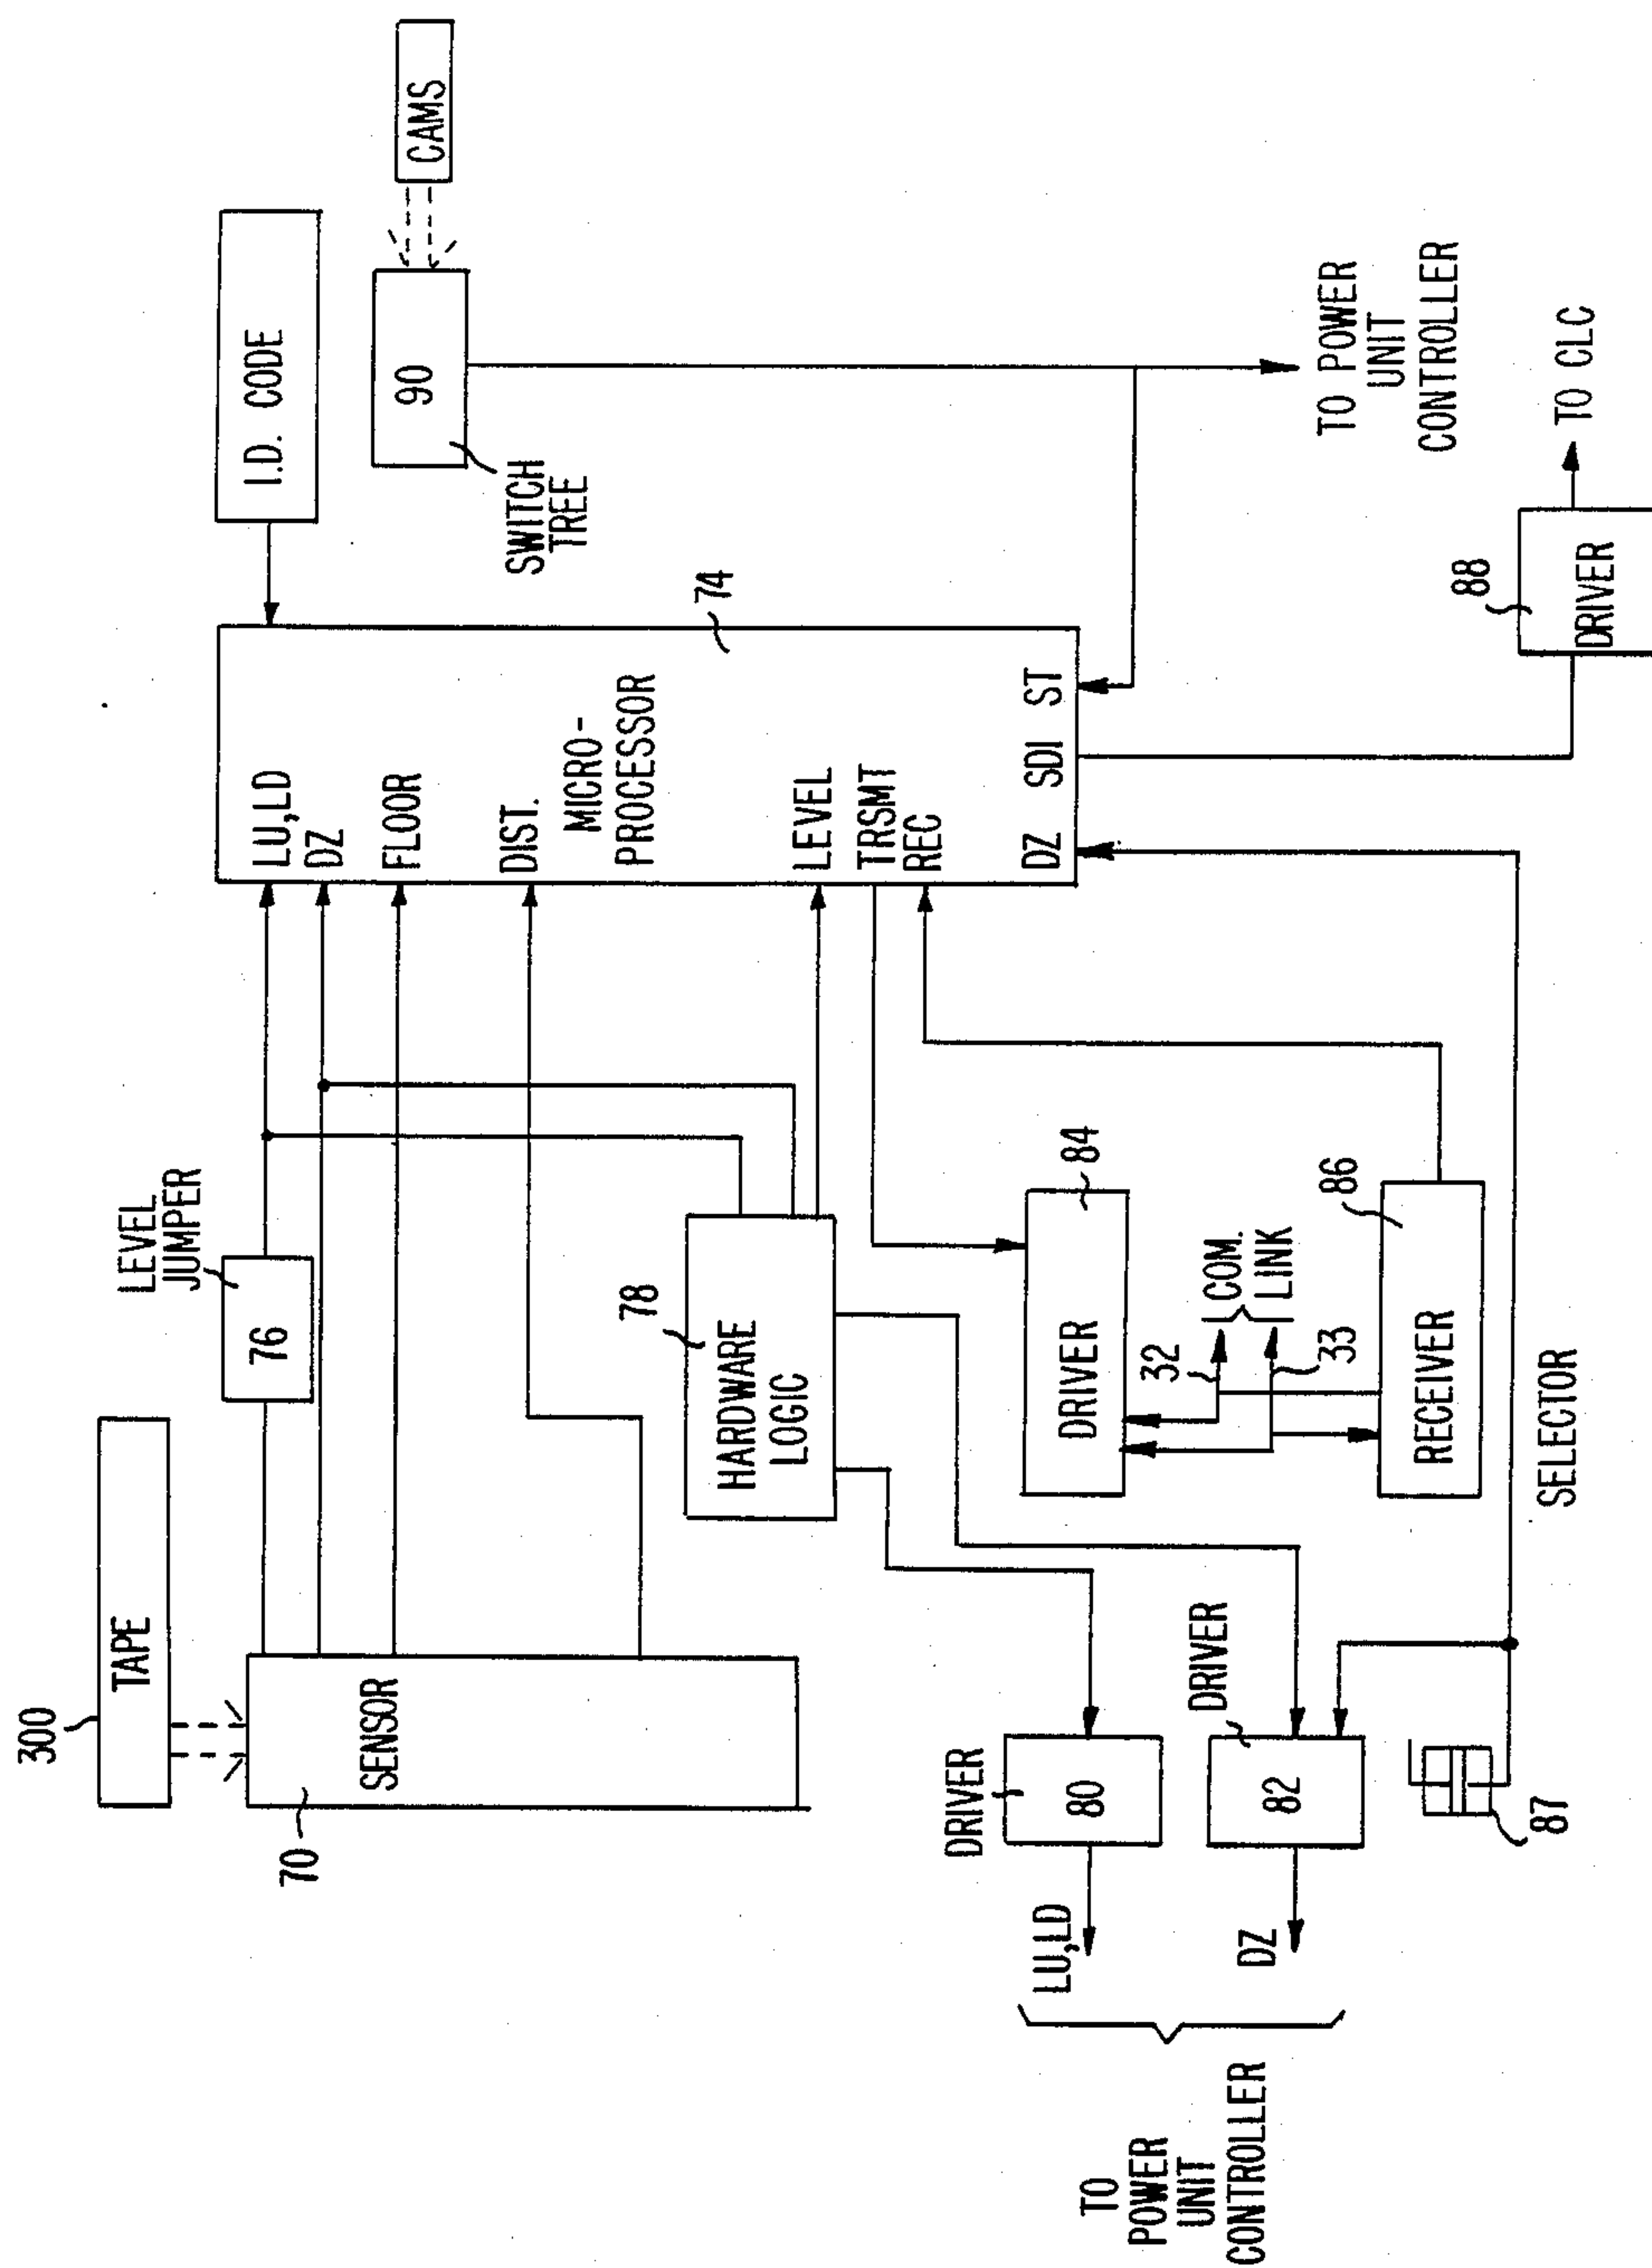 300
TAPE
70
SENSOR
LEVEL
JUMPER
76
LU,LD
DZ
FLOOR
DIST.
MICRO-
PROCESSOR
LEVEL
TRSMT
REC
DZ
SDI
ST
74
I.D. CODE
CAMS
90
SWITCH
TREE
TO POWER
UNIT
CONTROLLER
78
HARDWARE
LOGIC
84
DRIVER
32
COM.
LINK
33
86
RECEIVER
88
DRIVER
TO CLC
DRIVER
80
LU,LD
DRIVER
82
DZ
TO
POWER
UNIT
CONTROLLER
87
SELECTOR